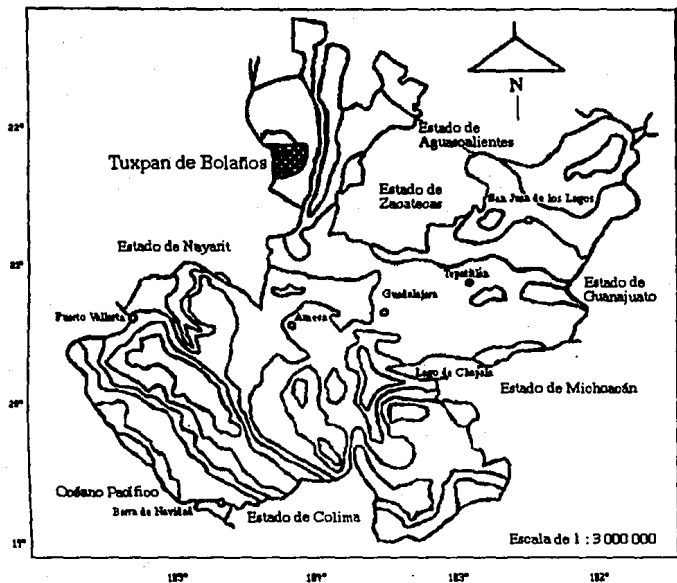 N
22°
Estado de
Aguascalientes
Tuxpan de Bolaños
Estado de
Zacatecas
San Juan de los Lagos
Estado de Nayarit
Tepatitlán
Estado de
Guanajuato
Guadalajara
Puerto Vallarta
Ameca
Lago de Chapala
Estado de Michoacán
20°
Océano Pacífico
Barra de Navidad
Estado de Colima
Escala de 1 : 3 000 000
19°
103°
102°